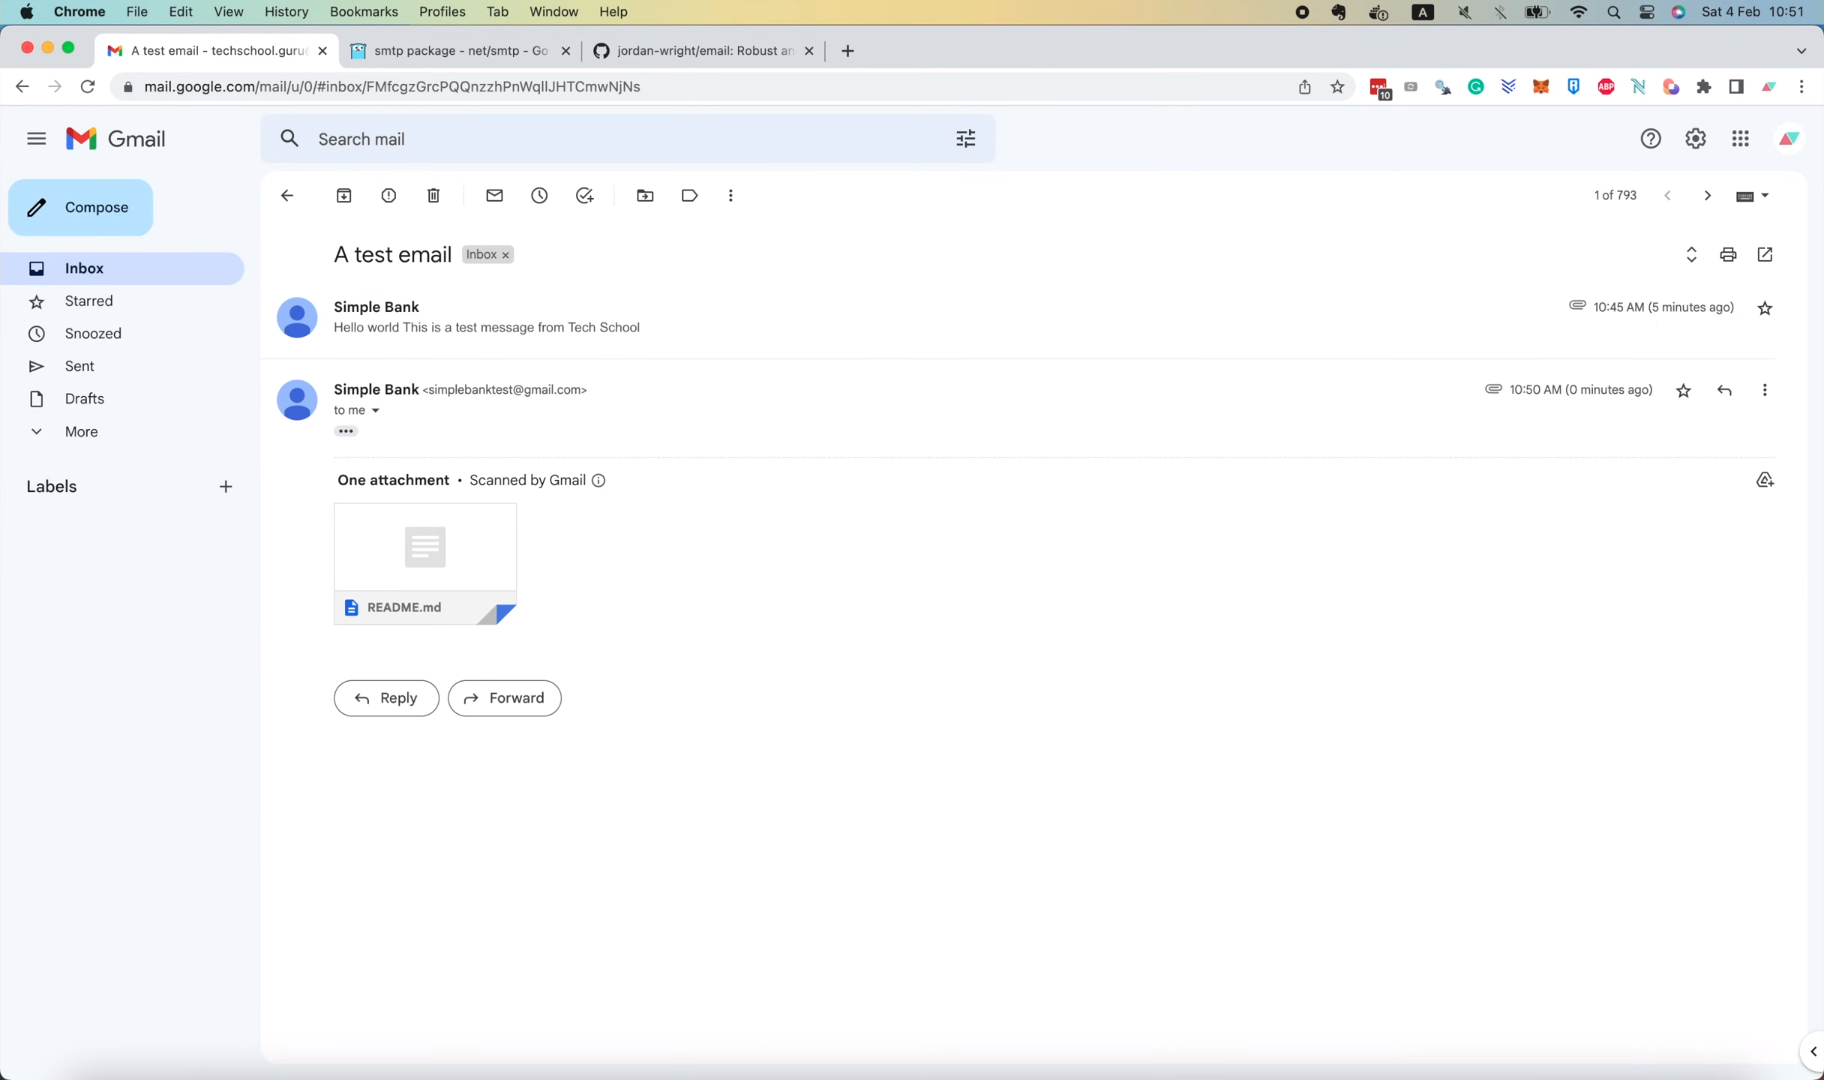 Chrome File Edit View History Bookmarks Profiles Tab Window Help A Sat 4 Feb 10:51
A test email - techschool.guru smtp package - net/smtp - Go jordan-wright/email: Robust an
mail.google.com/mail/u/0/#inbox/FMfcgzGrcPQQnzzhPnWqlIJHTCmwNjNs 10 ABP
Gmail Search mail
Compose
1 of 793
A test email Inbox ×
Inbox
Starred
Snoozed
Sent
Drafts
More
Labels
Simple Bank 10:45 AM (5 minutes ago)
Hello world This is a test message from Tech School
Simple Bank <simplebanktest@gmail.com> 10:50 AM (0 minutes ago)
to me
One attachment • Scanned by Gmail
README.md
Reply Forward